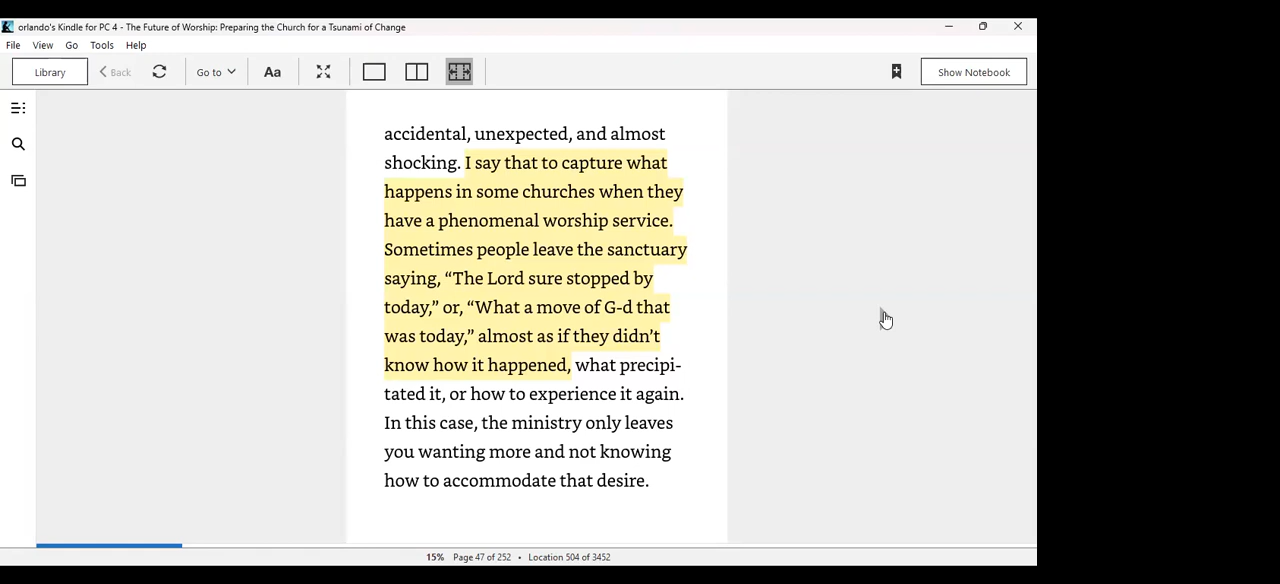 orlando's Kindle for PC 4 - The Future of Worship: Preparing the Church for a Tsunami of Change
File View Go Tools Help
Library Back Go to Aa Show Notebook
accidental, unexpected, and almost
shocking. I say that to capture what
happens in some churches when they
have a phenomenal worship service.
Sometimes people leave the sanctuary
saying, “The Lord sure stopped by
today,” or, “What a move of G-d that
was today,” almost as if they didn’t
know how it happened, what precipi-
tated it, or how to experience it again.
In this case, the ministry only leaves
you wanting more and not knowing
how to accommodate that desire.
15% Page 47 of 252 • Location 504 of 3452